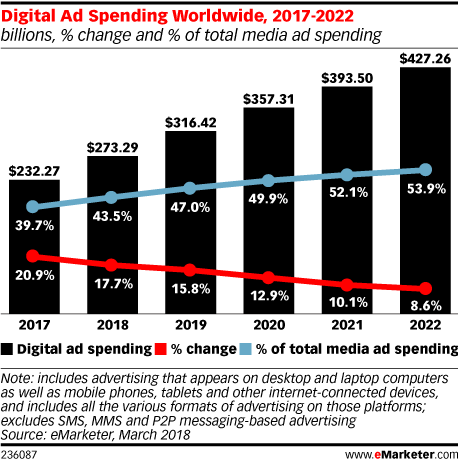 Digital Ad Spending Worldwide, 2017-2022
billions, % change and % of total media ad spending
$427.26
$393.50
$357.31
$316.42
$273.29
$232.27
39.7% 43.5% 47.0% 49.9% 52.1% 53.9%
20.9% 17.7% 15.8% 12.9% 10.1% 8.6%
2017 2018 2019 2020 2021 2022
Digital ad spending % change % of total media ad spending
Note: includes advertising that appears on desktop and laptop computers
as well as mobile phones, tablets and other internet-connected devices,
and includes all the various formats of advertising on those platforms;
excludes SMS, MMS and P2P messaging-based advertising
Source: eMarketer, March 2018
236087 www.eMarketer.com